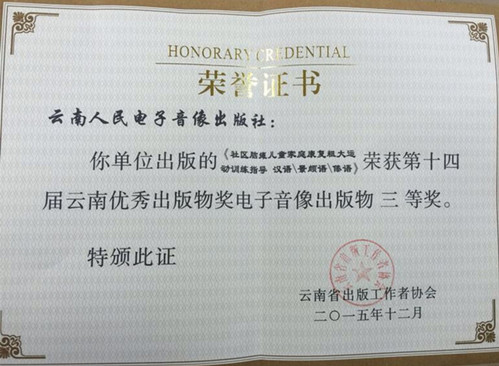 HONORARY CREDENTIAL
荣誉证书
云南人民电子音像出版社：
你单位出版的《社区脑瘫儿童家庭康复粗大运
动训练指导 汉语\景颇语\傣语》荣获第十四
届云南优秀出版物奖电子音像出版物 三 等奖。
特颁此证
云南省出版工作者协会
二〇一五年十二月